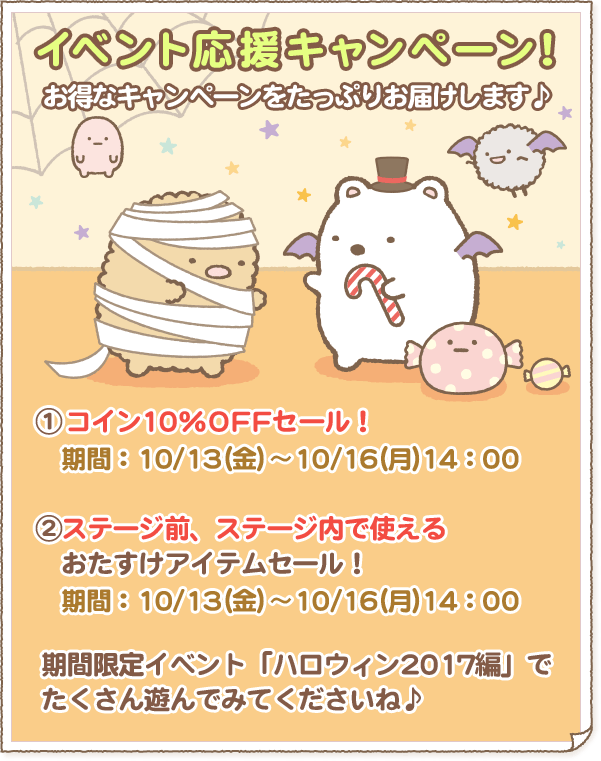 イベント応援キャンペーン!
お得なキャンペーンをたっぷりお届けします♪
①コイン10%OFFセール！
期間：10/13(金)～10/16(月)14：00
②ステージ前、ステージ内で使える
おたすけアイテムセール！
期間：10/13(金)～10/16(月)14：00
期間限定イベント「ハロウィン2017編」で
たくさん遊んでみてくださいね♪